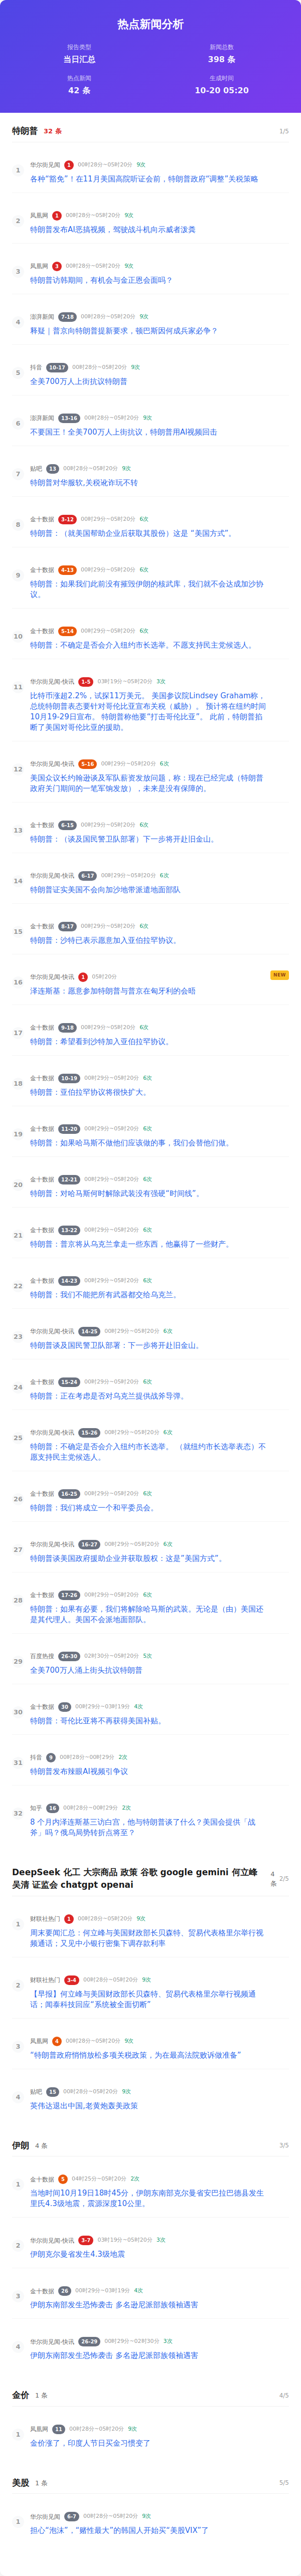 热点新闻分析
报告类型
新闻总数
当日汇总
398 条
热点新闻
生成时间
42 条
10-20 05:20
特朗普 32 条 1/5
1
华尔街见闻 1 00时28分~05时20分 9次
各种“豁免”！在11月美国高院听证会前，特朗普政府“调整”关税策略
2
凤凰网 1 00时28分~05时20分 9次
特朗普发布AI恶搞视频，驾驶战斗机向示威者泼粪
3
凤凰网 3 00时28分~05时20分 9次
特朗普访韩期间，有机会与金正恩会面吗？
4
澎湃新闻 7-18 00时28分~05时20分 9次
释疑｜普京向特朗普提新要求，顿巴斯因何成兵家必争？
5
抖音 10-17 00时28分~05时20分 9次
全美700万人上街抗议特朗普
6
澎湃新闻 13-16 00时28分~05时20分 9次
不要国王！全美700万人上街抗议，特朗普用AI视频回击
7
贴吧 13 00时28分~05时20分 9次
特朗普对华服软,关税讹诈玩不转
8
金十数据 3-12 00时29分~05时20分 6次
特朗普：（就美国帮助企业后获取其股份）这是 “美国方式”。
9
金十数据 4-13 00时29分~05时20分 6次
特朗普：如果我们此前没有摧毁伊朗的核武库，我们就不会达成加沙协
议。
10
金十数据 5-14 00时29分~05时20分 6次
特朗普：不确定是否会介入纽约市长选举。不愿支持民主党候选人。
11
华尔街见闻-快讯 1-5 03时19分~05时20分 3次
比特币涨超2.2%，试探11万美元。 美国参议院Lindsey Graham称，
总统特朗普表态要针对哥伦比亚宣布关税（威胁）。 预计将在纽约时间
10月19-29日宣布。 特朗普称他要“打击哥伦比亚”。 此前，特朗普掐
断了美国对哥伦比亚的援助。
12
华尔街见闻-快讯 5-16 00时29分~05时20分 6次
美国众议长约翰逊谈及军队薪资发放问题，称：现在已经完成（特朗普
政府关门期间的一笔军饷发放），未来是没有保障的。
13
金十数据 6-15 00时29分~05时20分 6次
特朗普：（谈及国民警卫队部署）下一步将开赴旧金山。
14
华尔街见闻-快讯 6-17 00时29分~05时20分 6次
特朗普证实美国不会向加沙地带派遣地面部队
15
金十数据 8-17 00时29分~05时20分 6次
特朗普：沙特已表示愿意加入亚伯拉罕协议。
16
华尔街见闻-快讯 1 05时20分 NEW
泽连斯基：愿意参加特朗普与普京在匈牙利的会晤
17
金十数据 9-18 00时29分~05时20分 6次
特朗普：希望看到沙特加入亚伯拉罕协议。
18
金十数据 10-19 00时29分~05时20分 6次
特朗普：亚伯拉罕协议将很快扩大。
19
金十数据 11-20 00时29分~05时20分 6次
特朗普：如果哈马斯不做他们应该做的事，我们会替他们做。
20
金十数据 12-21 00时29分~05时20分 6次
特朗普：对哈马斯何时解除武装没有强硬“时间线”。
21
金十数据 13-22 00时29分~05时20分 6次
特朗普：普京将从乌克兰拿走一些东西，他赢得了一些财产。
22
金十数据 14-23 00时29分~05时20分 6次
特朗普：我们不能把所有武器都交给乌克兰。
23
华尔街见闻-快讯 14-25 00时29分~05时20分 6次
特朗普谈及国民警卫队部署：下一步将开赴旧金山。
24
金十数据 15-24 00时29分~05时20分 6次
特朗普：正在考虑是否对乌克兰提供战斧导弹。
25
华尔街见闻-快讯 15-26 00时29分~05时20分 6次
特朗普：不确定是否会介入纽约市长选举。 （就纽约市长选举表态）不
愿支持民主党候选人。
26
金十数据 16-25 00时29分~05时20分 6次
特朗普：我们将成立一个和平委员会。
27
华尔街见闻-快讯 16-27 00时29分~05时20分 6次
特朗普谈美国政府援助企业并获取股权：这是“美国方式”。
28
金十数据 17-26 00时29分~05时20分 6次
特朗普：如果有必要，我们将解除哈马斯的武装。无论是（由）美国还
是其代理人。美国不会派地面部队。
29
百度热搜 26-30 02时30分~05时20分 5次
全美700万人涌上街头抗议特朗普
30
金十数据 30 00时29分~03时19分 4次
特朗普：哥伦比亚将不再获得美国补贴。
31
抖音 9 00时28分~00时29分 2次
特朗普发布辣眼AI视频引争议
32
知乎 16 00时28分~00时29分 2次
8 个月内泽连斯基三访白宫，他与特朗普谈了什么？美国会提供「战
斧」吗？俄乌局势转折点将至？
DeepSeek 化工 大宗商品 政策 谷歌 google gemini 何立峰
吴清 证监会 chatgpt openai
4
条
2/5
1
财联社热门 1 00时28分~05时20分 9次
周末要闻汇总：何立峰与美国财政部长贝森特、贸易代表格里尔举行视
频通话；又见中小银行密集下调存款利率
2
财联社热门 3-4 00时28分~05时20分 9次
【早报】何立峰与美国财政部长贝森特、贸易代表格里尔举行视频通
话；闻泰科技回应“系统被全面切断”
3
凤凰网 4 00时28分~05时20分 9次
“特朗普政府悄悄放松多项关税政策，为在最高法院败诉做准备”
4
贴吧 15 00时28分~05时20分 9次
英伟达退出中国,老黄炮轰美政策
伊朗 4 条 3/5
1
金十数据 5 04时25分~05时20分 2次
当地时间10月19日18时45分，伊朗东南部克尔曼省安巴拉巴德县发生
里氏4.3级地震，震源深度10公里。
2
华尔街见闻-快讯 3-7 03时19分~05时20分 3次
伊朗克尔曼省发生4.3级地震
3
金十数据 26 00时29分~03时19分 4次
伊朗东南部发生恐怖袭击 多名逊尼派部族领袖遇害
4
华尔街见闻-快讯 26-29 00时29分~02时30分 3次
伊朗东南部发生恐怖袭击 多名逊尼派部族领袖遇害
金价 1 条 4/5
1
凤凰网 11 00时28分~05时20分 9次
金价涨了，印度人节日买金习惯变了
美股 1 条 5/5
1
华尔街见闻 6-7 00时28分~05时20分 9次
担心“泡沫”，“赌性最大”的韩国人开始买“美股VIX”了